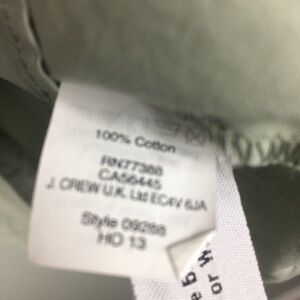 100% Cotton
RN77388
CA56445
J. CREW U.K. Ltd EC4V 6JA
Style 09288
HO 13